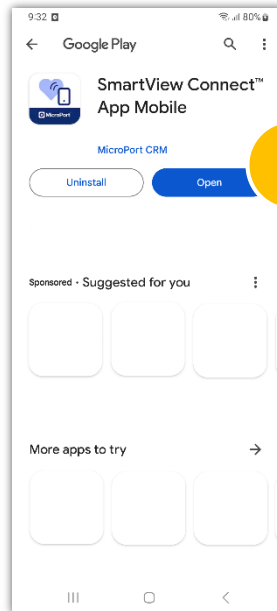 9:32
80%
Google Play
SmartView Connect™
App Mobile
MicroPort
MicroPort CRM
Uninstall
Open
Sponsored · Suggested for you
More apps to try